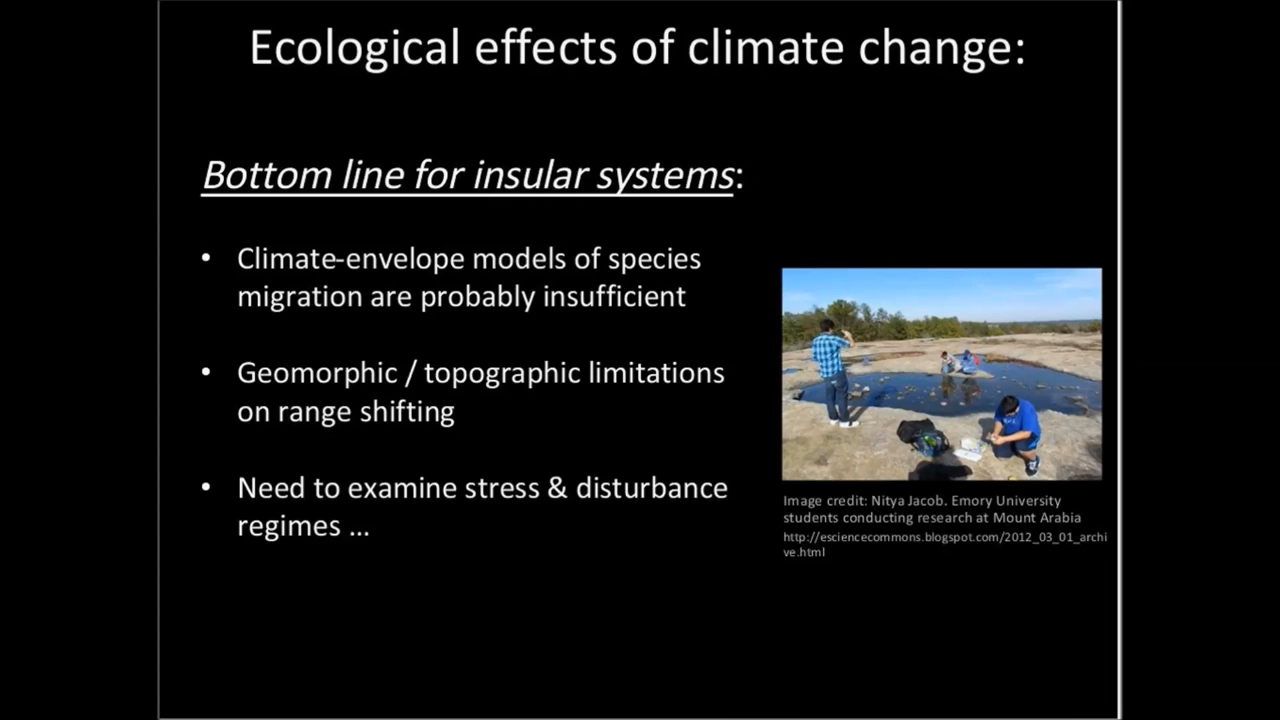 Ecological effects of climate change:
Bottom line for insular systems:
• Climate-envelope models of species
migration are probably insufficient
• Geomorphic / topographic limitations
on range shifting
• Need to examine stress & disturbance
regimes ...
Image credit: Nitya Jacob. Emory University
students conducting research at Mount Arabia
http://esciencecommons.blogspot.com/2012_03_01_archi
ve.html